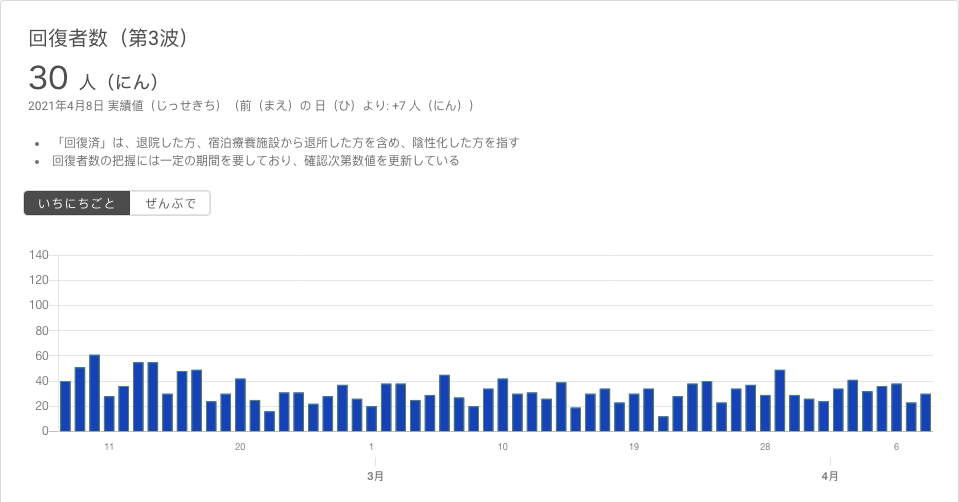 回復者数（第3波）
30 人（にん）
2021年4月8日 実績値（じっせきち）（前（まえ）の 日（ひ）より: +7 人（にん））
• 「回復済」は、退院した方、宿泊療養施設から退所した方を含め、陰性化した方を指す
• 回復者数の把握には一定の期間を要しており、確認次第数値を更新している
いちにちごと ぜんぶで
140
120
100
80
60
40
20
0
11 20 1 10 19 28 6
3月 4月